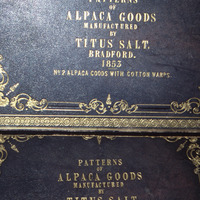 PATTERNS
OF
ALPACA GOODS
MANUFACTURED
BY
TITUS SALT.
BRADFORD.
1853
No 2 ALPACA GOODS WITH COTTON WARPS.
PATTERNS
OF
ALPACA GOODS
MANUFACTURED
BY
TITUS SALT